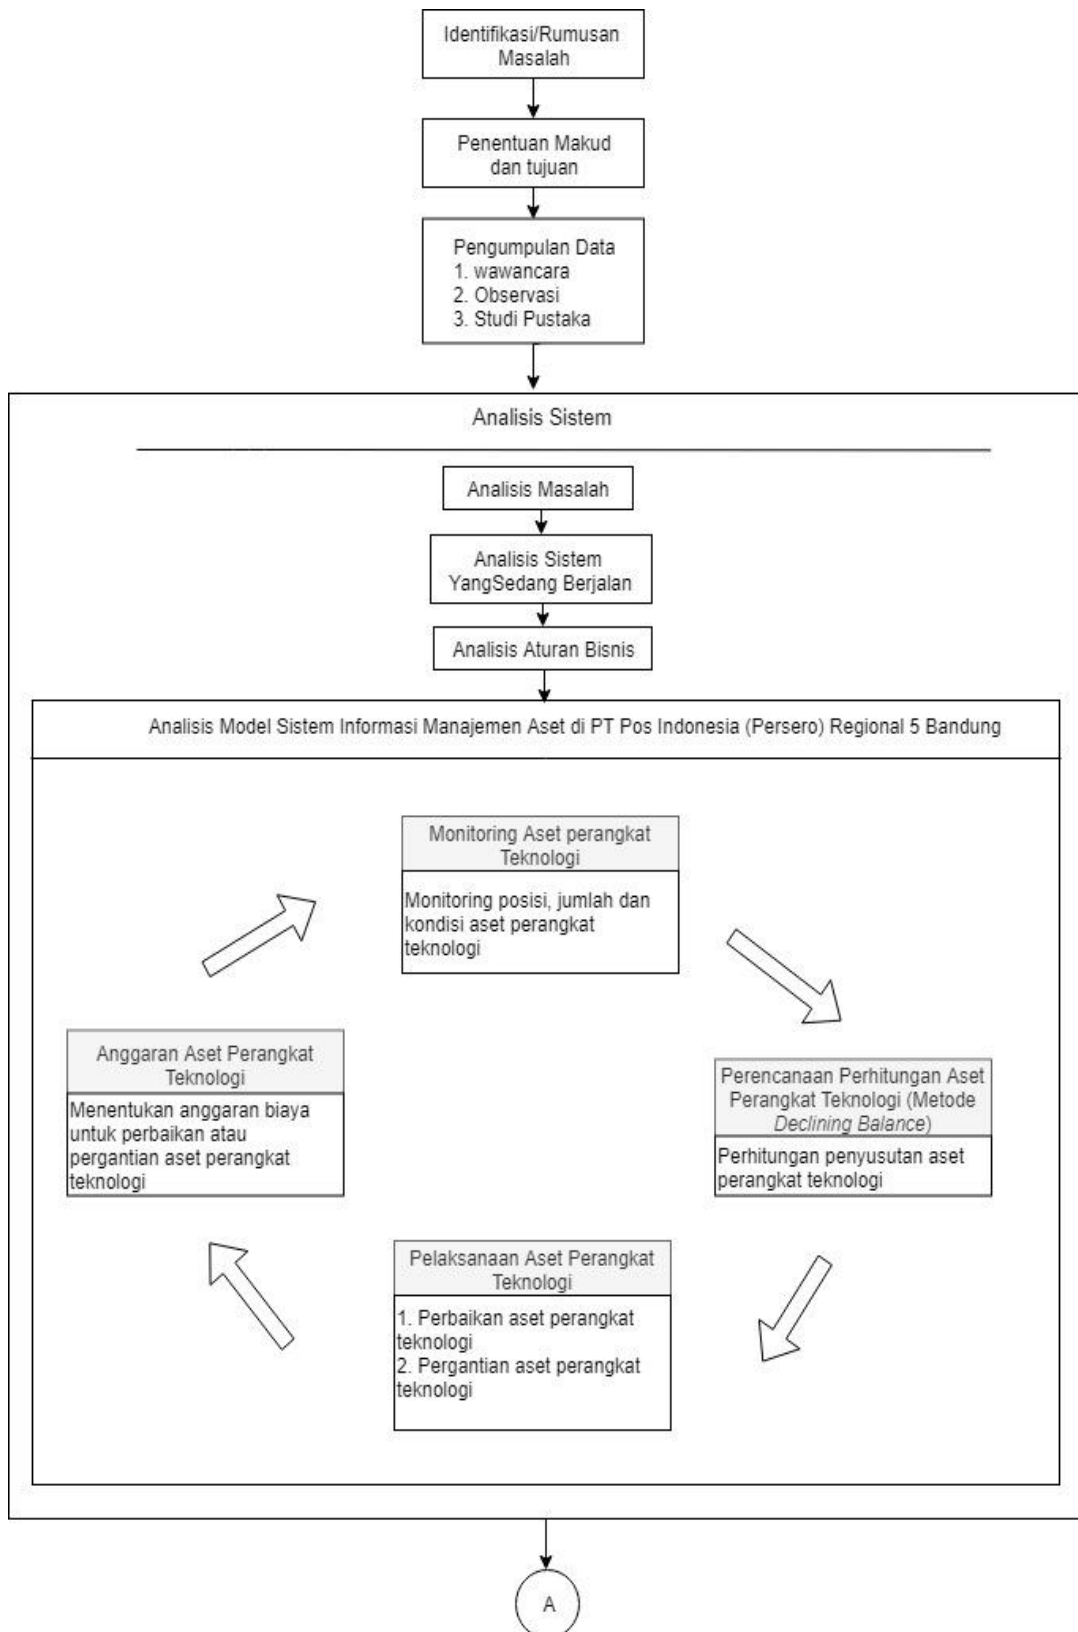 Identifikasi/Rumusan
Masalah
Penentuan Makud
dan tujuan
Pengumpulan Data
1. wawancara
2. Observasi
3. Studi Pustaka
Analisis Sistem
Analisis Masalah
Analisis Sistem
YangSedang Berjalan
Analisis Aturan Bisnis
Analisis Model Sistem Informasi Manajemen Aset di PT Pos Indonesia (Persero) Regional 5 Bandung
Monitoring Aset perangkat
Teknologi
Monitoring posisi, jumlah dan
kondisi aset perangkat
teknologi
Perencanaan Perhitungan Aset
Perangkat Teknologi (Metode
Declining Balance)
Perhitungan penyusutan aset
perangkat teknologi
Pelaksanaan Aset Perangkat
Teknologi
1. Perbaikan aset perangkat
teknologi
2. Pergantian aset perangkat
teknologi
Anggaran Aset Perangkat
Teknologi
Menentukan anggaran biaya
untuk perbaikan atau
pergantian aset perangkat
teknologi
A